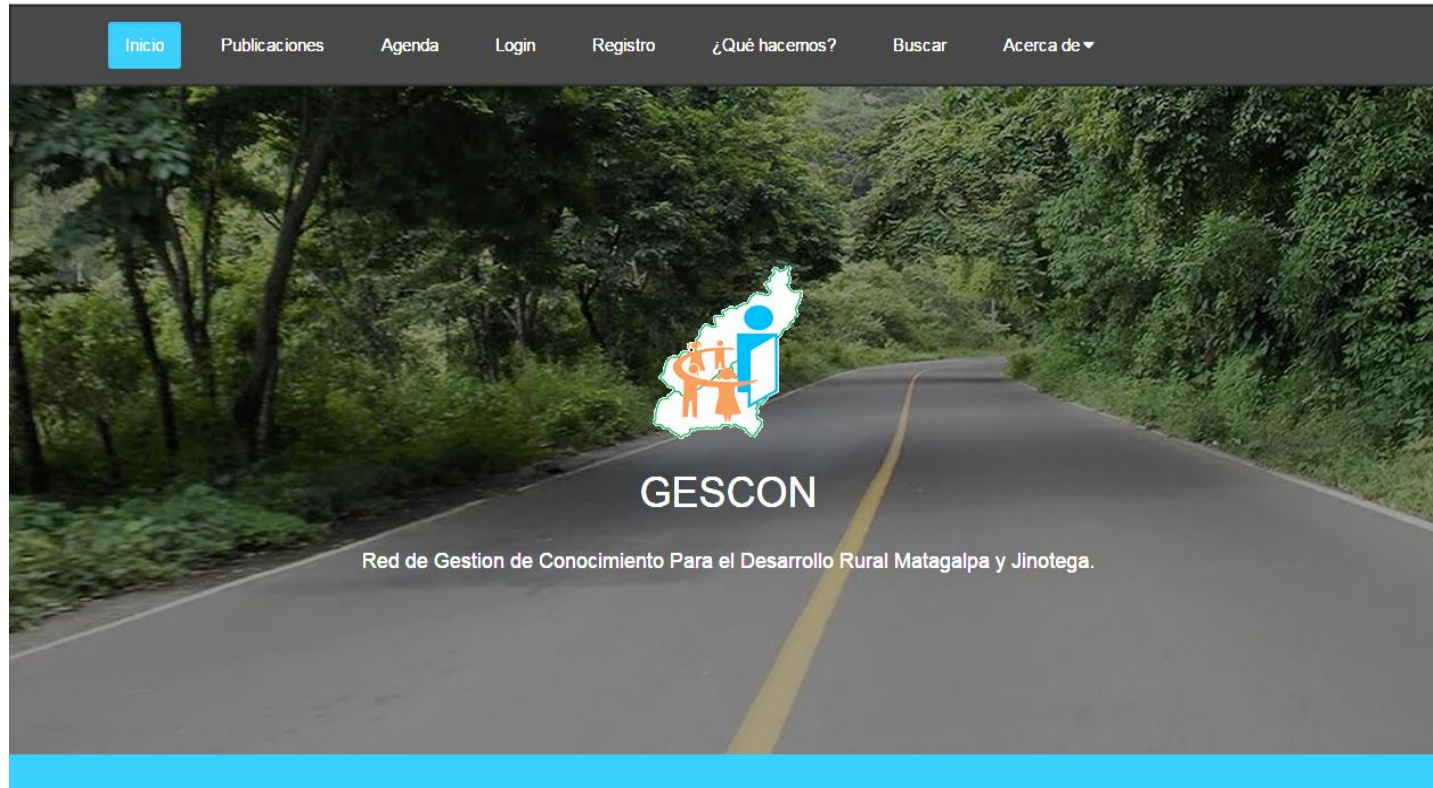 Inicio
Publicaciones
Agenda
Login
Registro
¿Qué hacemos?
Buscar
Acerca de
GESCON
Red de Gestion de Conocimiento Para el Desarrollo Rural Matagalpa y Jinotega.